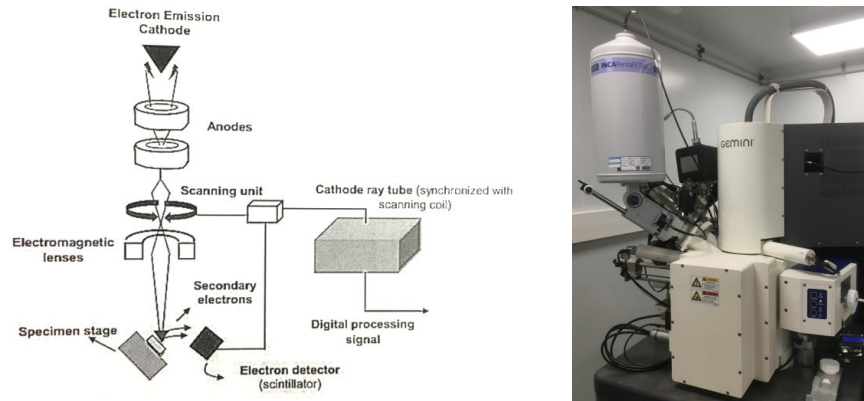 Electron Emission
Cathode
Anodes
Scanning unit
Cathode ray tube (synchronized with
scanning coil)
Electromagnetic
lenses
Secondary
electrons
Specimen stage
Digital processing
signal
Electron detector
(scintillator)
INCAPentaFETx3
GEMINI